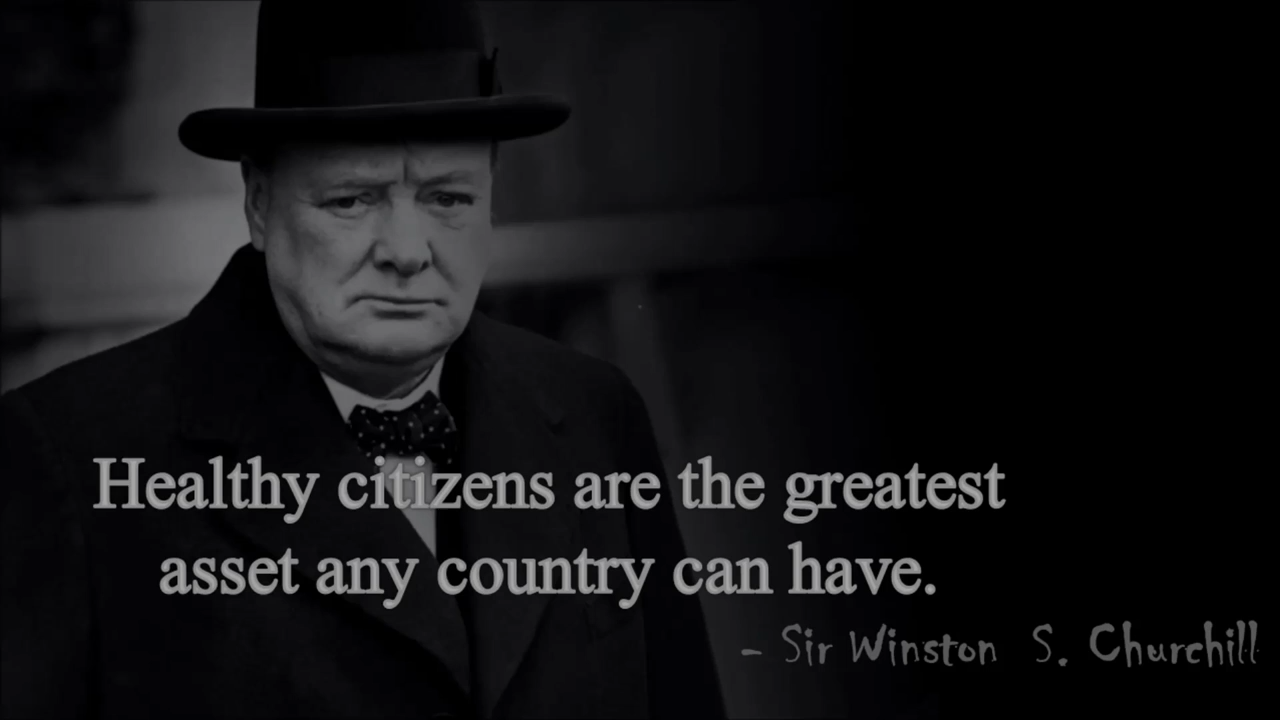 Healthy citizens are the greatest
asset any country can have.
- Sir Winston S. Churchill